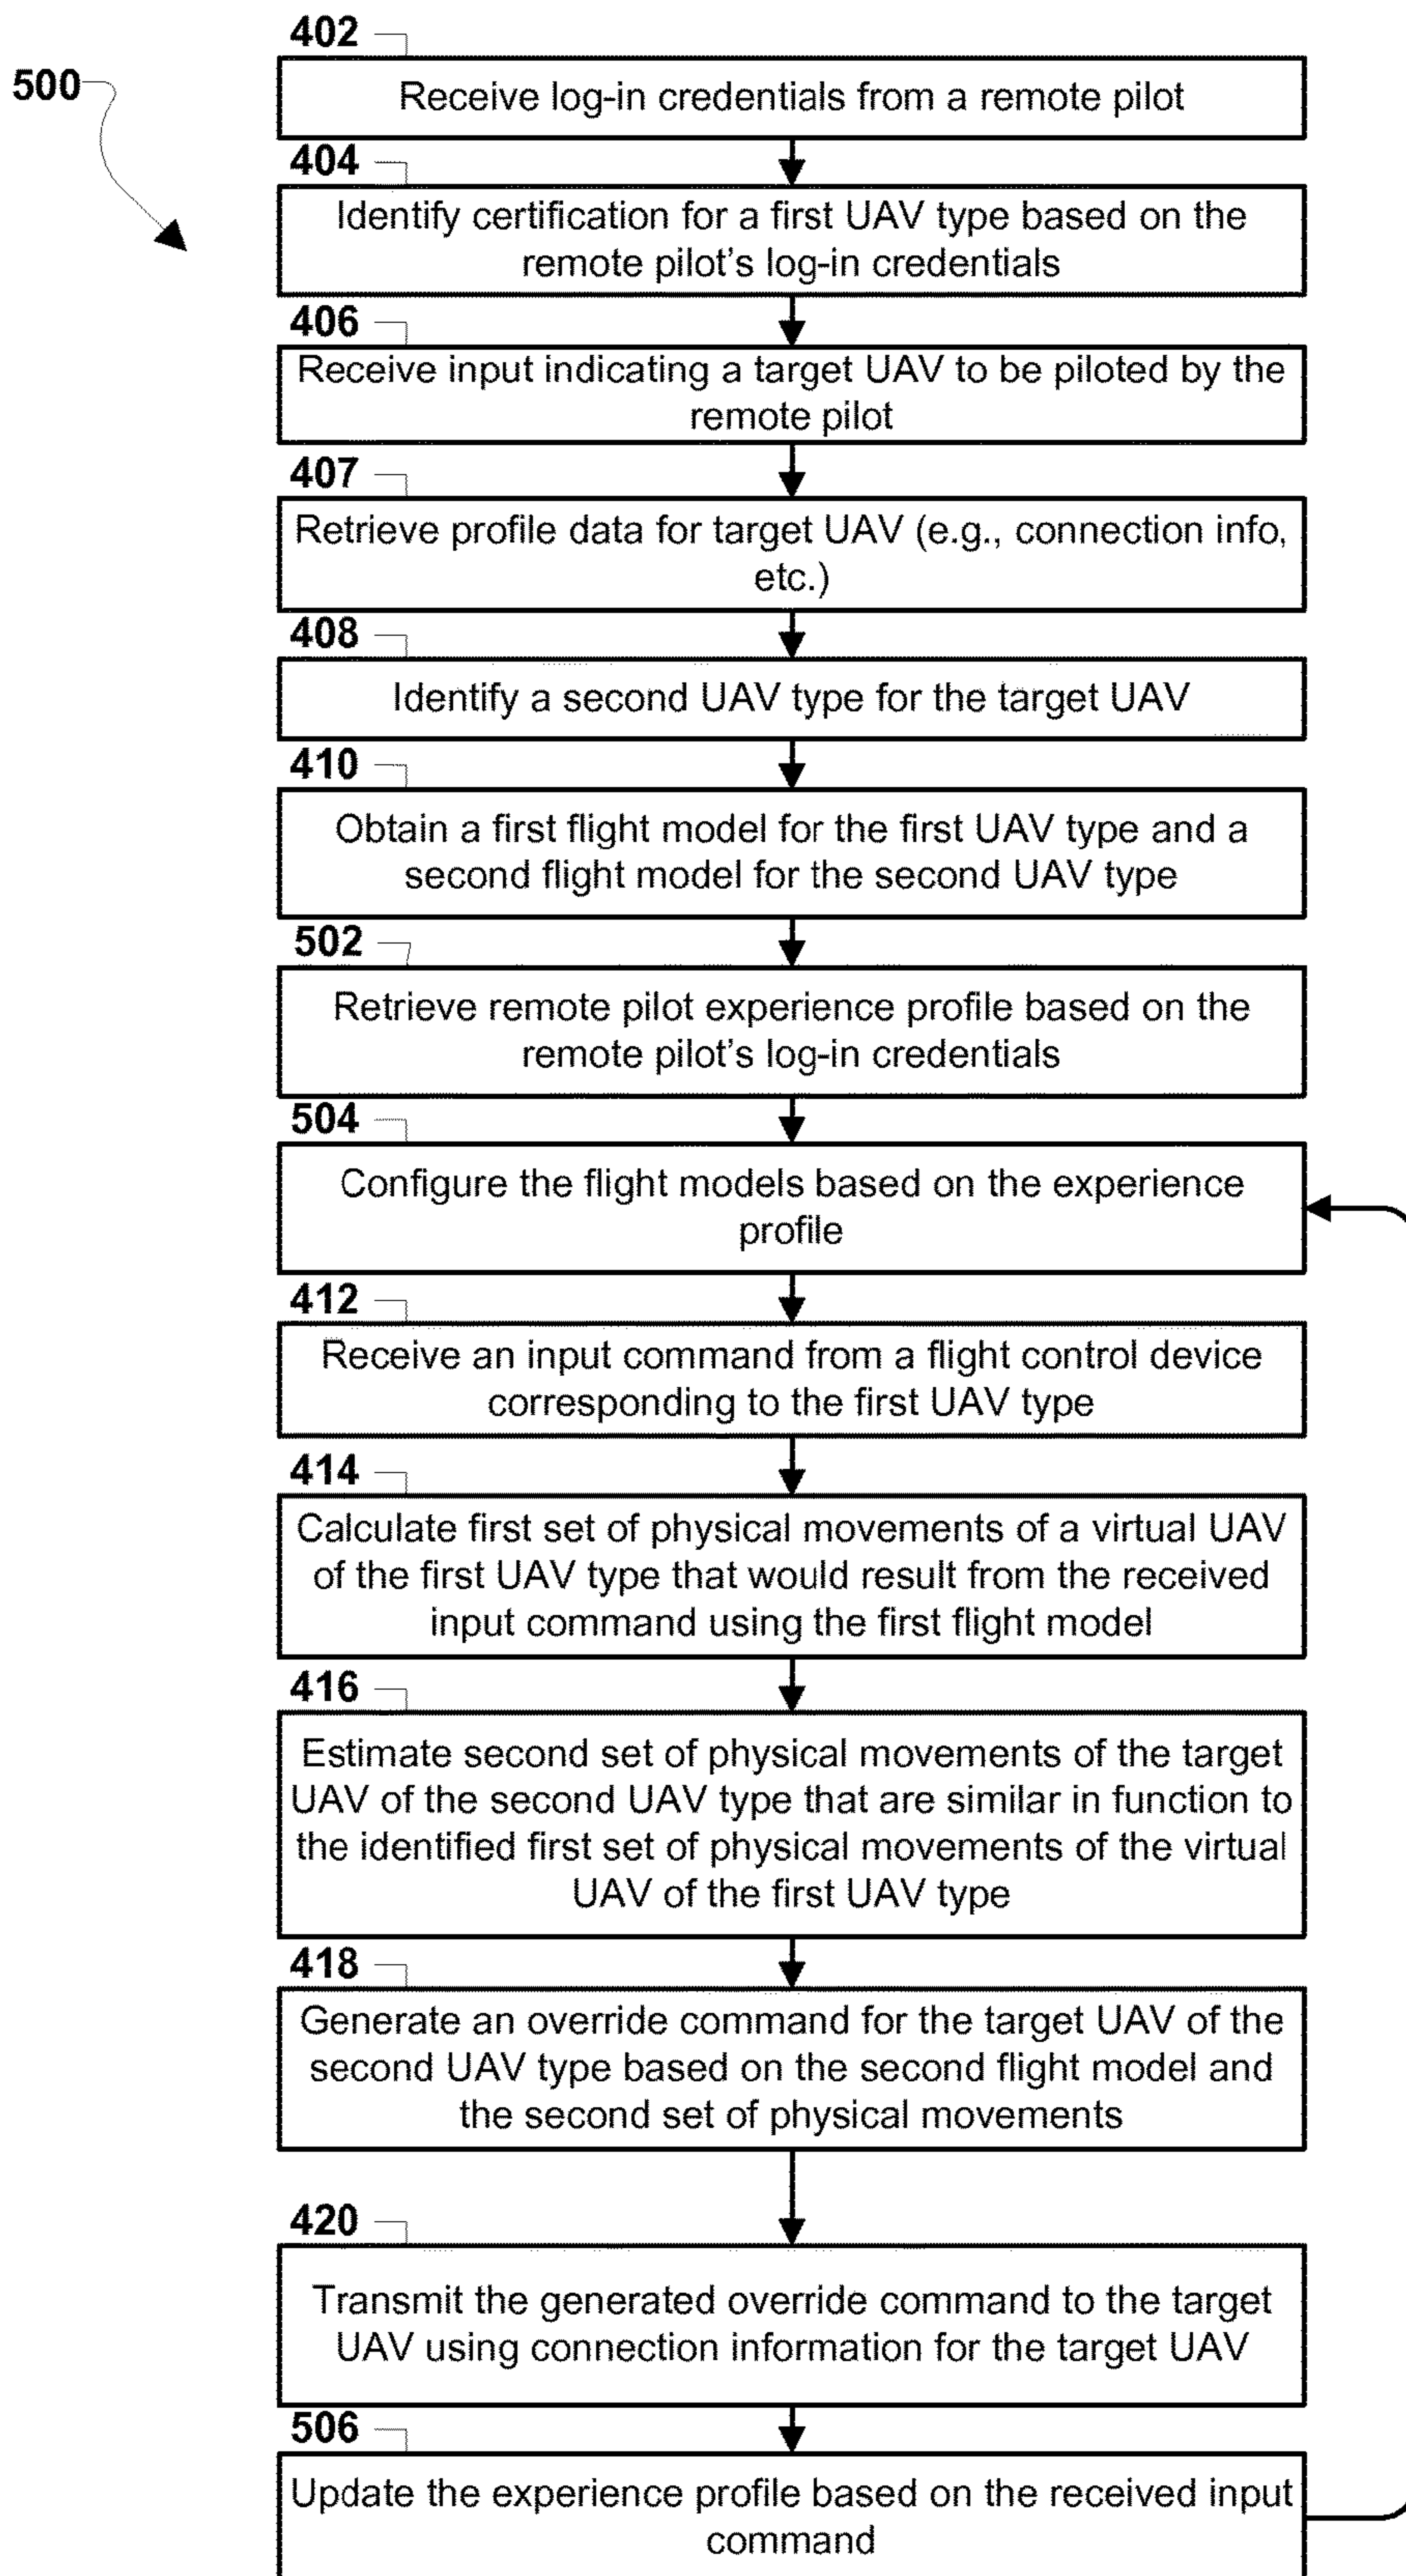 402
500
Receive log-in credentials from a remote pilot
404
Identify certification for a first UAV type based on the
remote pilot's log-in credentials
406
Receive input indicating a target UAV to be piloted by the
remote pilot
407
Retrieve profile data for target UAV (e.g., connection info,
etc.)
408
Identify a second UAV type for the target UAV
410
Obtain a first flight model for the first UAV type and a
second flight model for the second UAV type
502
Retrieve remote pilot experience profile based on the
remote pilot's log-in credentials
504
Configure the flight models based on the experience
profile
412
Receive an input command from a flight control device
corresponding to the first UAV type
414
Calculate first set of physical movements of a virtual UAV
of the first UAV type that would result from the received
input command using the first flight model
416
Estimate second set of physical movements of the target
UAV of the second UAV type that are similar in function to
the identified first set of physical movements of the virtual
UAV of the first UAV type
418
Generate an override command for the target UAV of the
second UAV type based on the second flight model and
the second set of physical movements
420
Transmit the generated override command to the target
UAV using connection information for the target UAV
506
Update the experience profile based on the received input
command